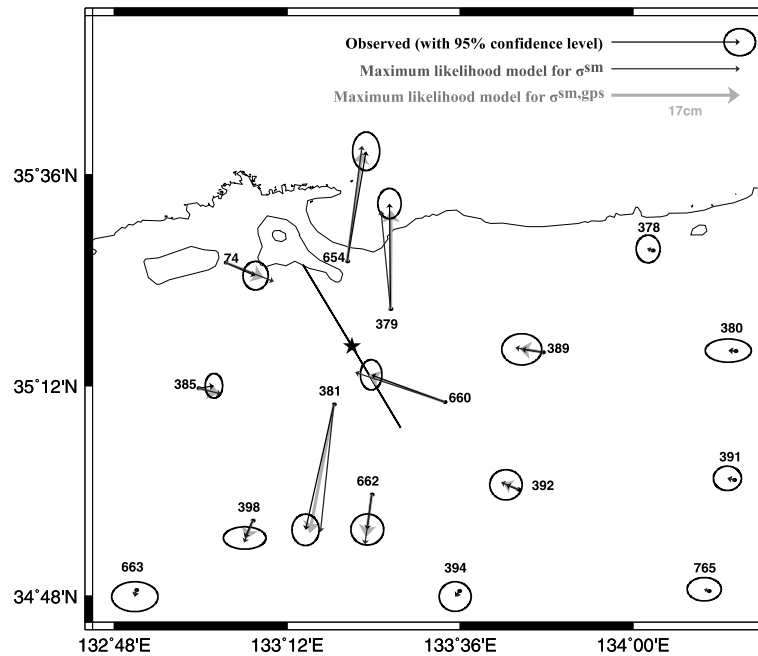 Observed (with 95% confidence level)
Maximum likelihood model for σsm
Maximum likelihood model for σsm,gps
17cm
35°36'N
654
74
378
379
389
380
35°12'N
385
381
660
662
391
392
398
663
394
765
34°48'N
132°48'E 133°12'E 133°36'E 134°00'E